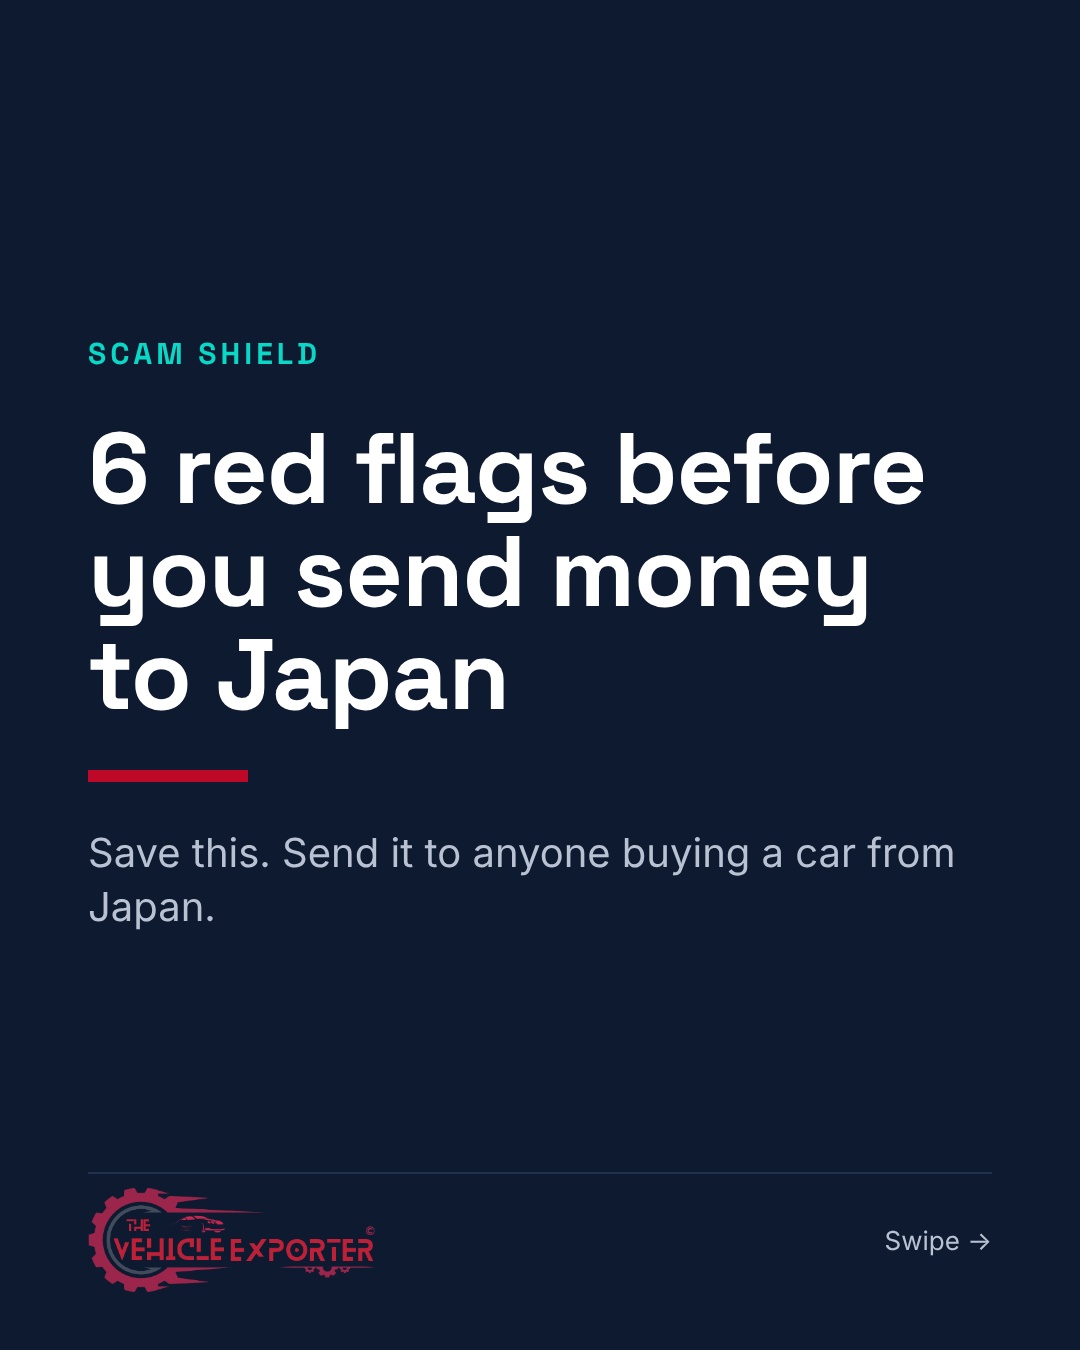 SCAM SHIELD
6 red flags before
you send money
to Japan
Save this. Send it to anyone buying a car from
Japan.
THE
VEHICLE EXPORTER
©
Swipe →